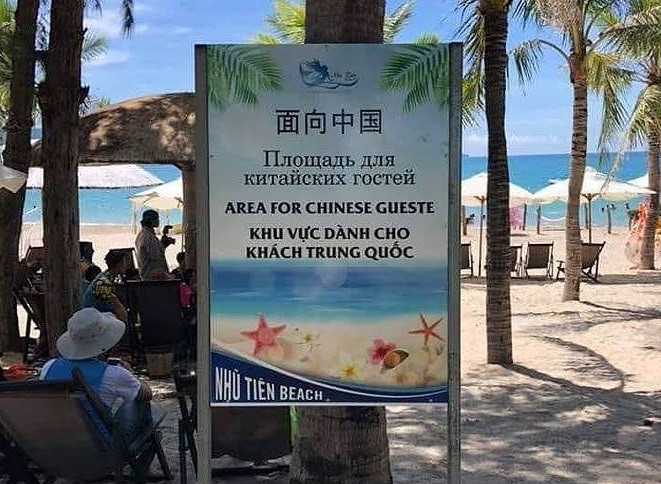 面向中国
Площадь для
китайских гостей
AREA FOR CHINESE GUESTE
KHU VỰC DÀNH CHO
KHÁCH TRUNG QUỐC
NHŨ TIÊN BEACH